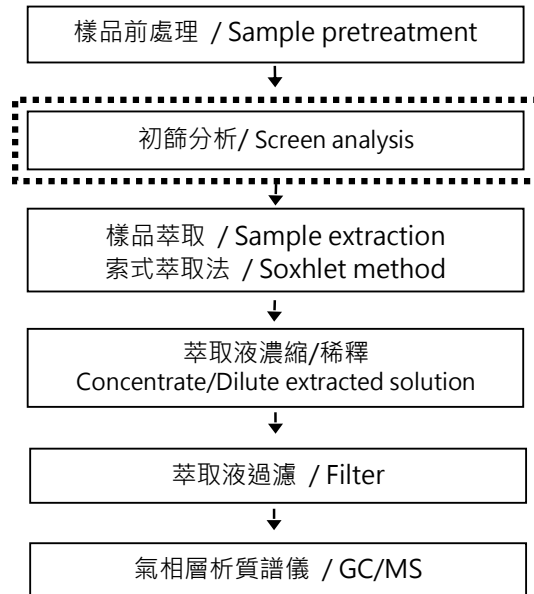 樣品前處理 / Sample pretreatment
初篩分析/ Screen analysis
樣品萃取 / Sample extraction
索式萃取法 / Soxhlet method
萃取液濃縮/稀釋
Concentrate/Dilute extracted solution
萃取液過濾 / Filter
氣相層析質譜儀 / GC/MS